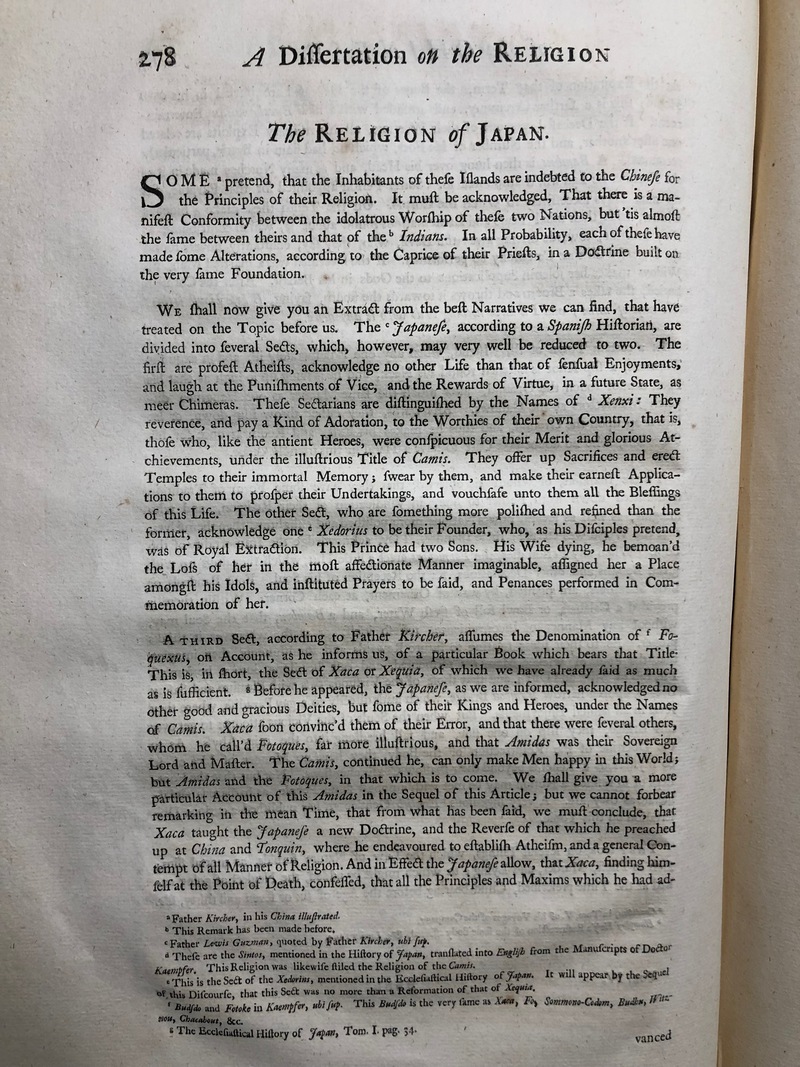 278 A Diſſertation on the RELIGION
The RELIGION of JAPAN.
SOME a pretend, that the Inhabitants of theſe Iſlands are indebted to the Chineſe for
the Principles of their Religion. It muſt be acknowledged, That there is a ma-
nifeſt Conformity between the idolatrous Worſhip of theſe two Nations, but 'tis almoſt
the ſame between theirs and that of the b Indians. In all Probability, each of theſe have
made ſome Alterations, according to the Caprice of their Prieſts, in a Doctrine built on
the very ſame Foundation.
WE ſhall now give you an Extract from the beſt Narratives we can find, that have
treated on the Topic before us. The c Japaneſe, according to a Spaniſh Hiſtorian, are
divided into ſeveral Sects, which, however, may very well be reduced to two. The
firſt are profeſt Atheiſts, acknowledge no other Life than that of ſenſual Enjoyments,
and laugh at the Puniſhments of Vice, and the Rewards of Virtue, in a future State, as
meer Chimeras. Theſe Sectarians are diſtinguiſhed by the Names of d Xenxi: They
reverence, and pay a Kind of Adoration, to the Worthies of their own Country, that is,
thoſe who, like the antient Heroes, were conſpicuous for their Merit and glorious At-
chievements, under the illuſtrious Title of Camis. They offer up Sacrifices and erect
Temples to their immortal Memory; ſwear by them, and make their earneſt Applica-
tions to them to proſper their Undertakings, and vouchſafe unto them all the Bleſſings
of this Life. The other Sect, who are ſomething more poliſhed and refined than the
former, acknowledge one e Xedorius to be their Founder, who, as his Diſciples pretend,
was of Royal Extraction. This Prince had two Sons. His Wife dying, he bemoan'd
the Loſs of her in the moſt affectionate Manner imaginable, aſſigned her a Place
amongſt his Idols, and inſtituted Prayers to be ſaid, and Penances performed in Com-
memoration of her.
A THIRD Sect, according to Father Kircher, aſſumes the Denomination of f Fo-
quexus, on Account, as he informs us, of a particular Book which bears that Title.
This is, in ſhort, the Sect of Xaca or Xequia, of which we have already ſaid as much
as is ſufficient. g Before he appeared, the Japaneſe, as we are informed, acknowledged no
other good and gracious Deities, but ſome of their Kings and Heroes, under the Names
of Camis. Xaca ſoon convinc'd them of their Error, and that there were ſeveral others,
whom he call'd Fotoques, far more illuſtrious, and that Amidas was their Sovereign
Lord and Maſter. The Camis, continued he, can only make Men happy in this World;
but Amidas and the Fotoques, in that which is to come. We ſhall give you a more
particular Account of this Amidas in the Sequel of this Article; but we cannot forbear
remarking in the mean Time, that from what has been ſaid, we muſt conclude, that
Xaca taught the Japaneſe a new Doctrine, and the Reverſe of that which he preached
up at China and Tonquin, where he endeavoured to eſtabliſh Atheiſm, and a general Con-
tempt of all Manner of Religion. And in Effect the Japaneſe allow, that Xaca, finding him-
ſelf at the Point of Death, confeſſed, that all the Principles and Maxims which he had ad-
a Father Kircher, in his China illuſtrated.
b This Remark has been made before.
c Father Lewis Guzman, quoted by Father Kircher, ubi ſup.
d Theſe are the Sintos, mentioned in the Hiſtory of Japan, tranſlated into Engliſh from the Manuſcripts of Doctor
Kaempfer. This Religion was likewiſe ſtiled the Religion of the Camis.
e This is the Sect of the Xedorius, mentioned in the Eccleſiaſtical Hiſtory of Japan. It will appear by the Sequel
of this Diſcourſe, that this Sect was no more than a Reformation of that of Xequia.
f Budſdo and Fotoke in Kaempfer, ubi ſup. This Budſdo is the very ſame as Xaca, Fo, Sommono-Codom, Budhu, Witz-
nou, Chacabout, &c.
g The Eccleſiaſtical Hiſtory of Japan, Tom. I. pag. 54.
vanced